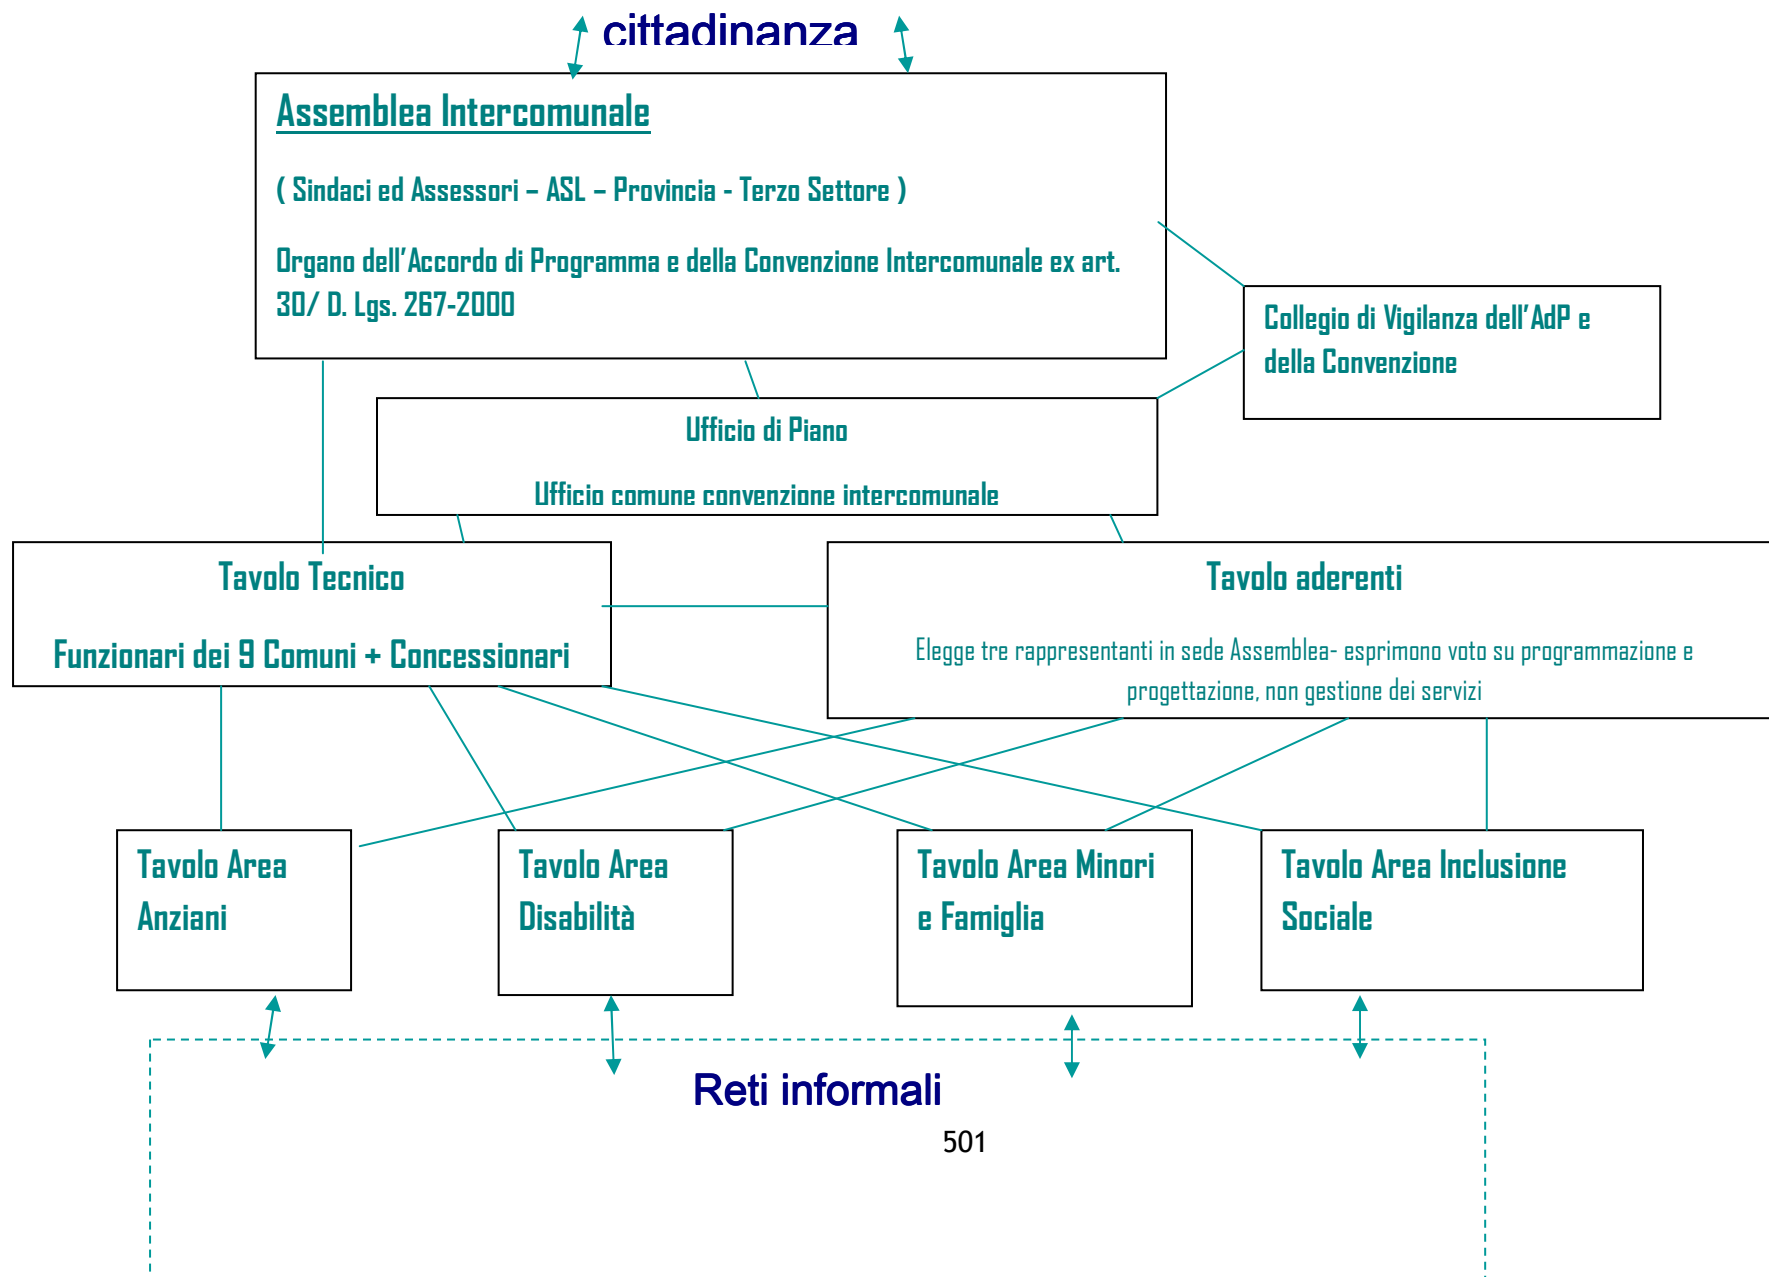 cittadinanza
Assemblea Intercomunale
( Sindaci ed Assessori – ASL – Provincia - Terzo Settore )
Organo dell'Accordo di Programma e della Convenzione Intercomunale ex art.
30/ D. Lgs. 267-2000
Collegio di Vigilanza dell'AdP e
della Convenzione
Ufficio di Piano
Ufficio comune convenzione intercomunale
Tavolo Tecnico
Funzionari dei 9 Comuni + Concessionari
Tavolo aderenti
Elegge tre rappresentanti in sede Assemblea- esprimono voto su programmazione e
progettazione, non gestione dei servizi
Tavolo Area
Anziani
Tavolo Area
Disabilità
Tavolo Area Minori
e Famiglia
Tavolo Area Inclusione
Sociale
Reti informali
501